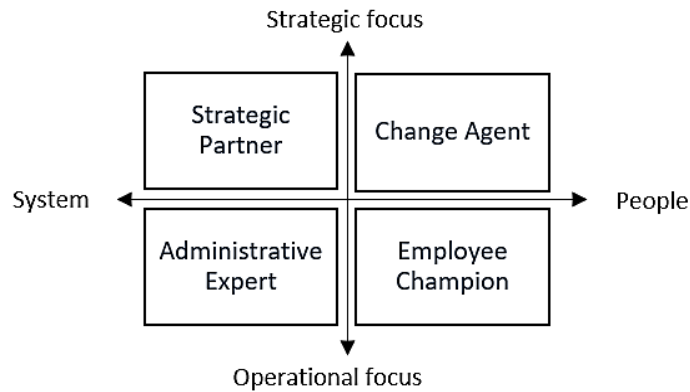 Strategic focus
Strategic
Partner
Change Agent
System
People
Administrative
Expert
Employee
Champion
Operational focus